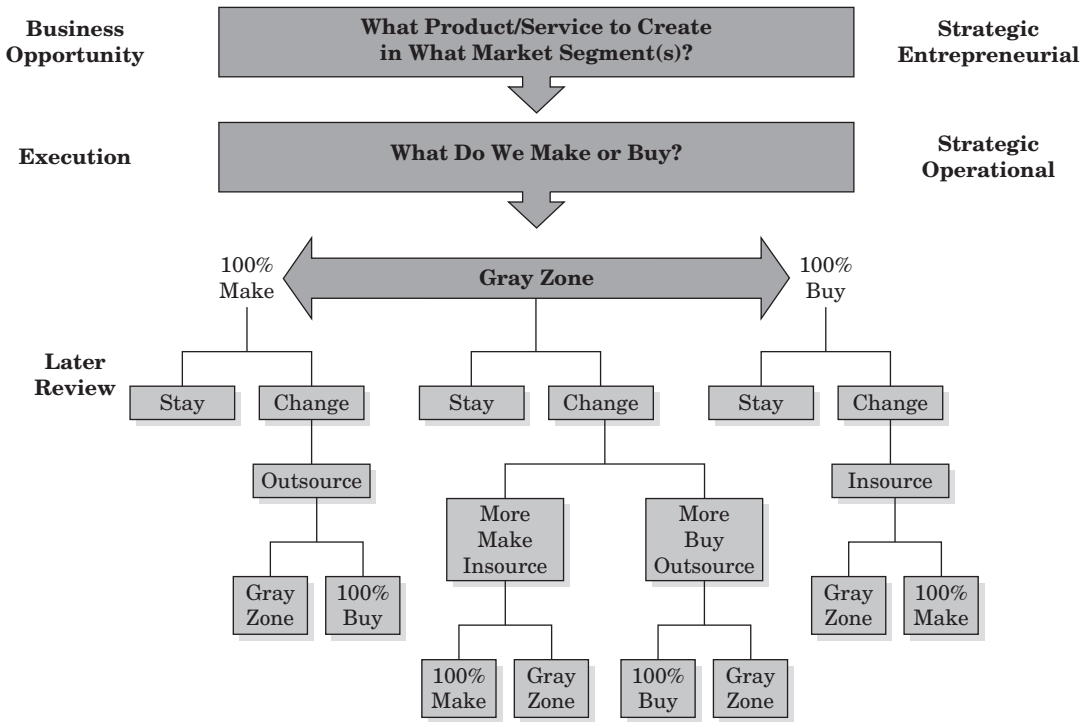 Business
Opportunity
What Product/Service to Create
in What Market Segment(s)?
Strategic
Entrepreneurial
Execution
What Do We Make or Buy?
Strategic
Operational
100%
Make
Gray Zone
100%
Buy
Later
Review
Stay
Change
Stay
Change
Stay
Change
Outsource
Insource
More
Make
Insource
More
Buy
Outsource
Gray
Zone
100%
Buy
Gray
Zone
100%
Make
100%
Make
Gray
Zone
100%
Buy
Gray
Zone